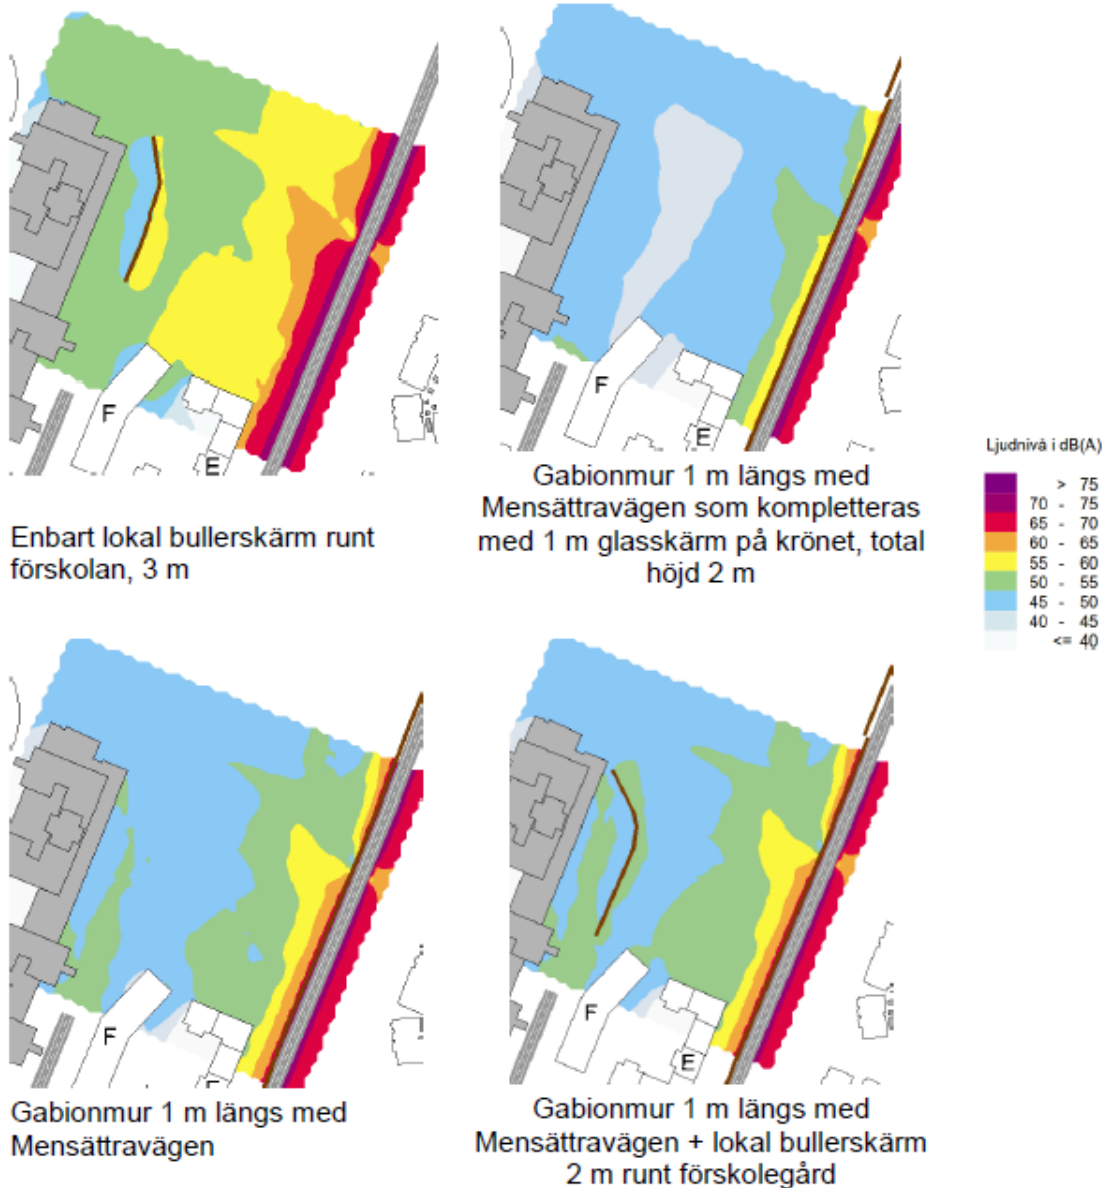 F
E
Enbart lokal bullerskärm runt
förskolan, 3 m
F
E
Gabionmur 1 m längs med
Mensättravägen som kompletteras
med 1 m glasskärm på krönet, total
höjd 2 m
Ljudnivå i dB(A)
> 75
70 - 75
65 - 70
60 - 65
55 - 60
50 - 55
45 - 50
40 - 45
<= 40
F
E
Gabionmur 1 m längs med
Mensättravägen
F
E
Gabionmur 1 m längs med
Mensättravägen + lokal bullerskärm
2 m runt förskolegård